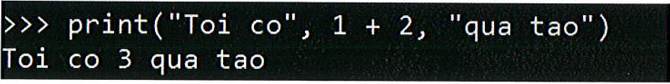 >>> print("Toi co", 1 + 2, "qua tao")
Toi co 3 qua tao